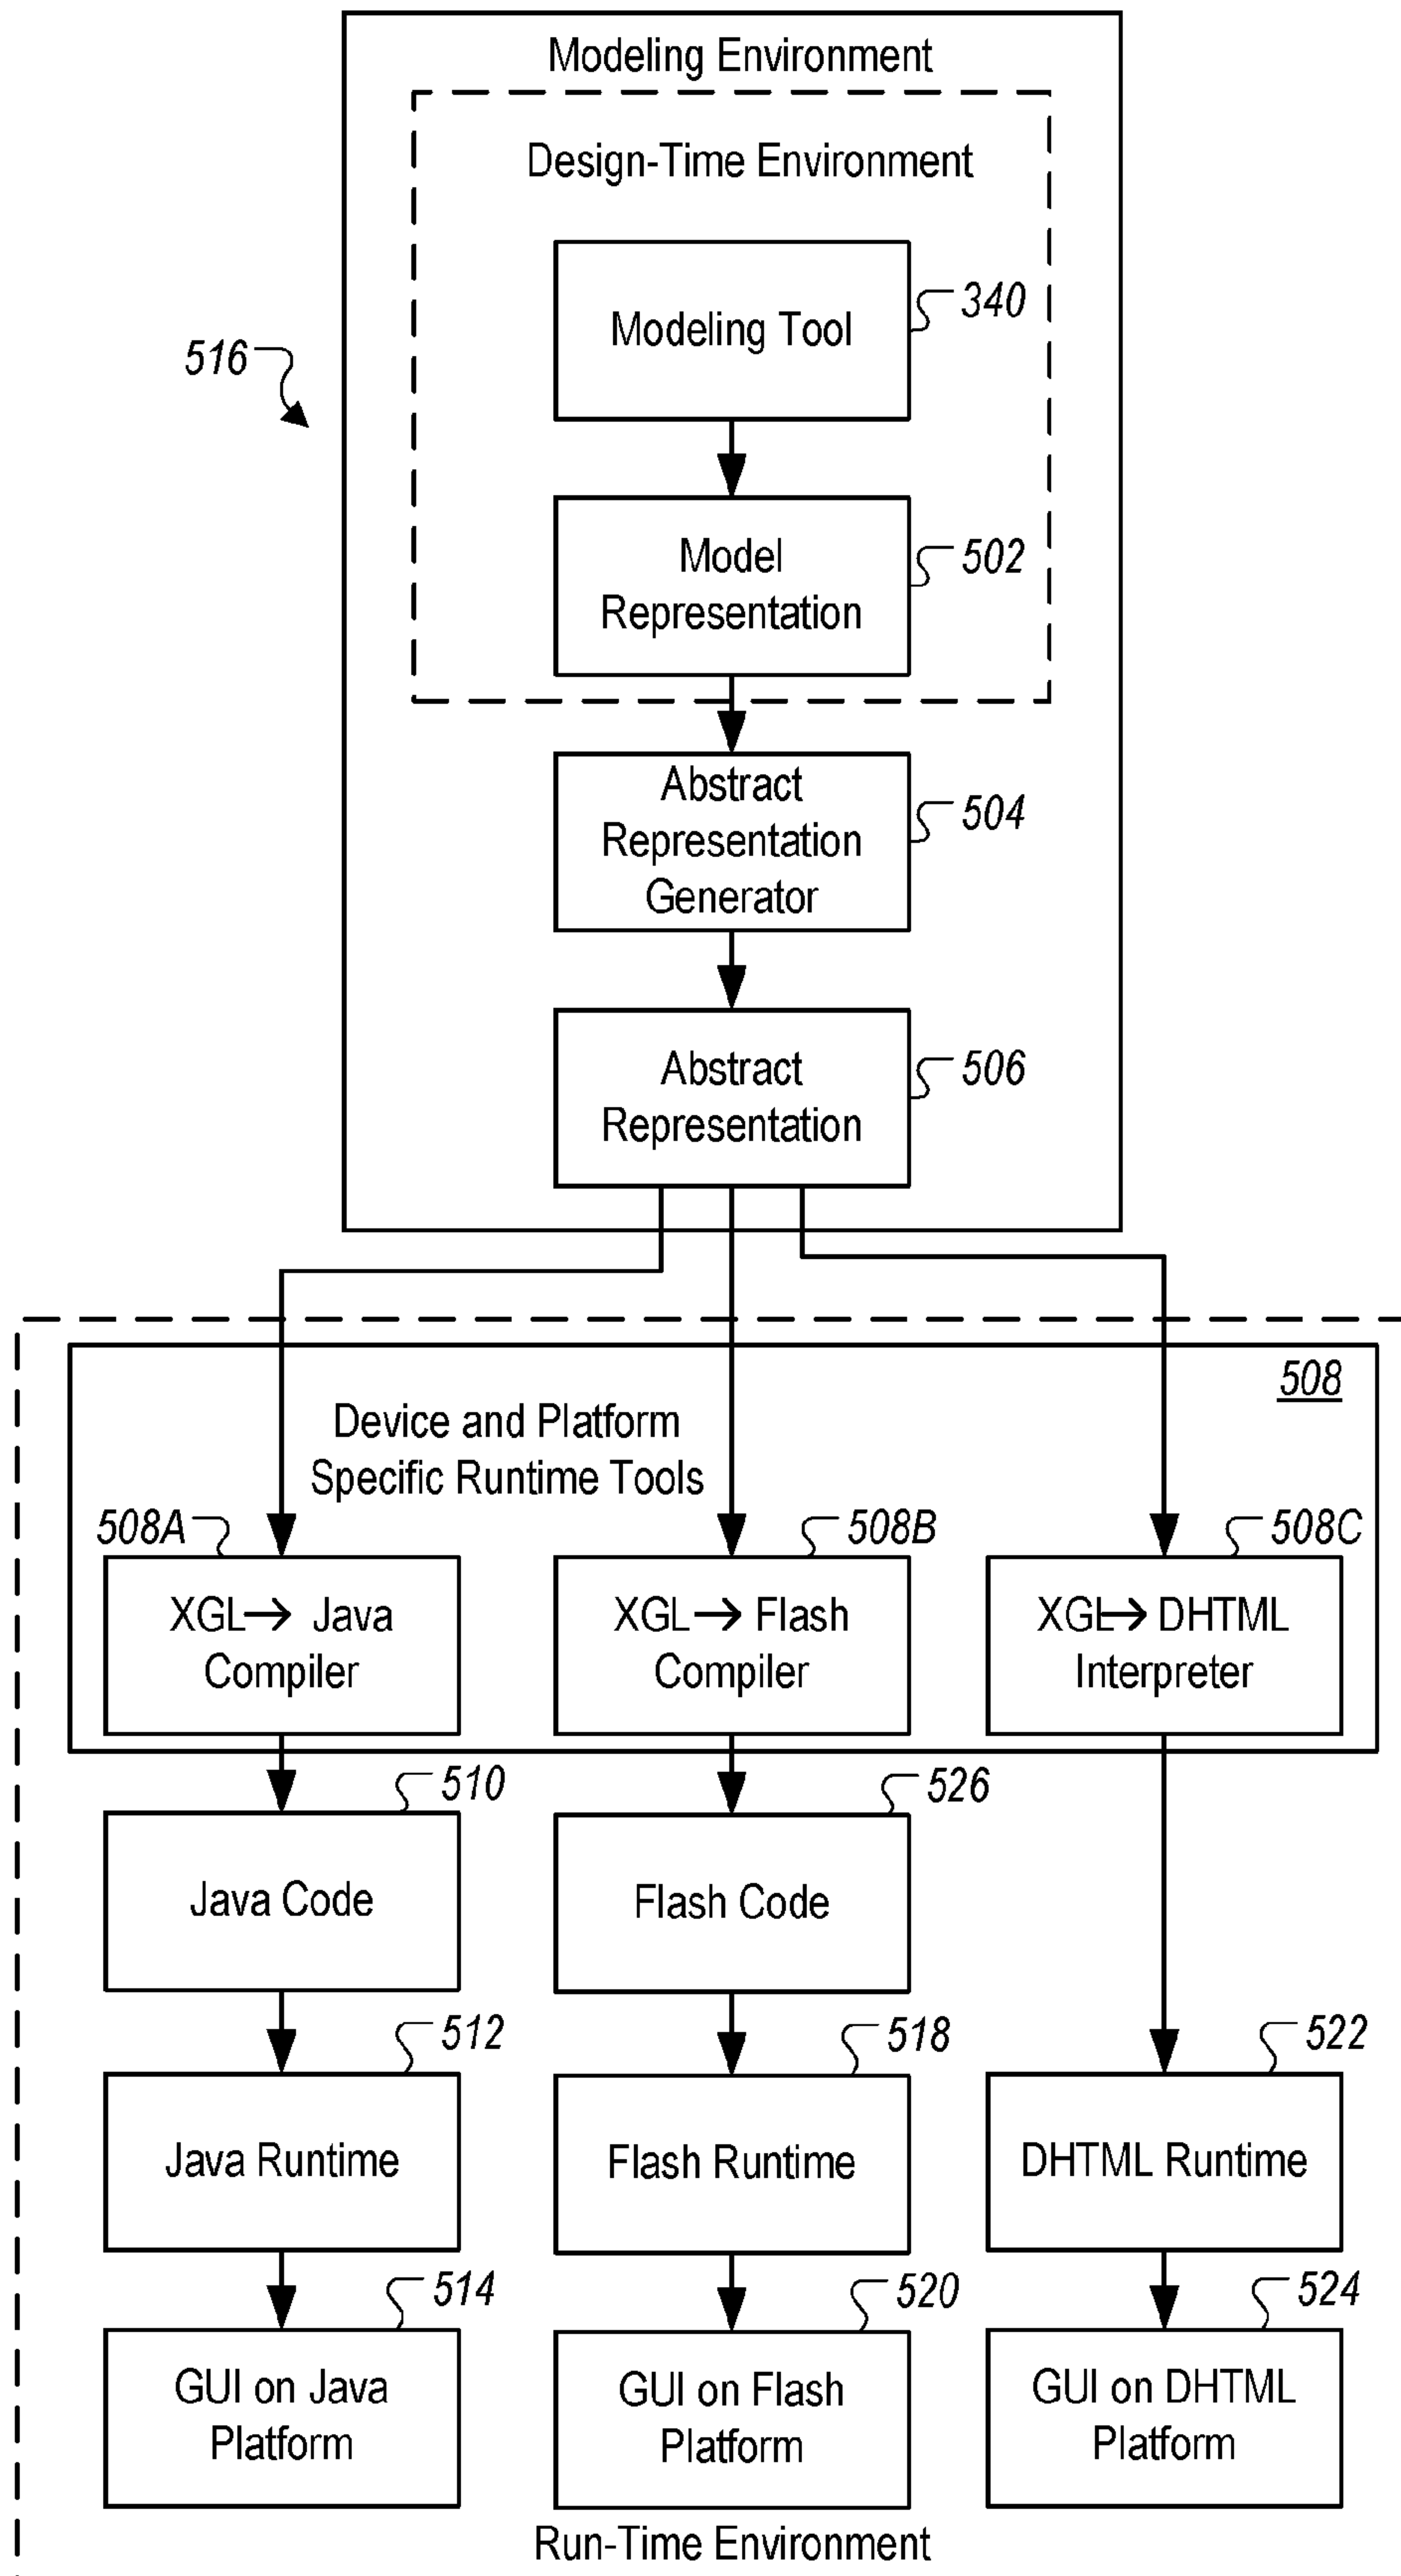 Modeling Environment
Design-Time Environment
Modeling Tool
340
516
Model
Representation
502
Abstract
Representation
Generator
504
Abstract
Representation
506
508
Device and Platform
Specific Runtime Tools
508A
508B
508C
XGL→ Java
Compiler
XGL→ Flash
Compiler
XGL→ DHTML
Interpreter
510
526
Java Code
Flash Code
512
518
522
Java Runtime
Flash Runtime
DHTML Runtime
514
520
524
GUI on Java
Platform
GUI on Flash
Platform
GUI on DHTML
Platform
Run-Time Environment